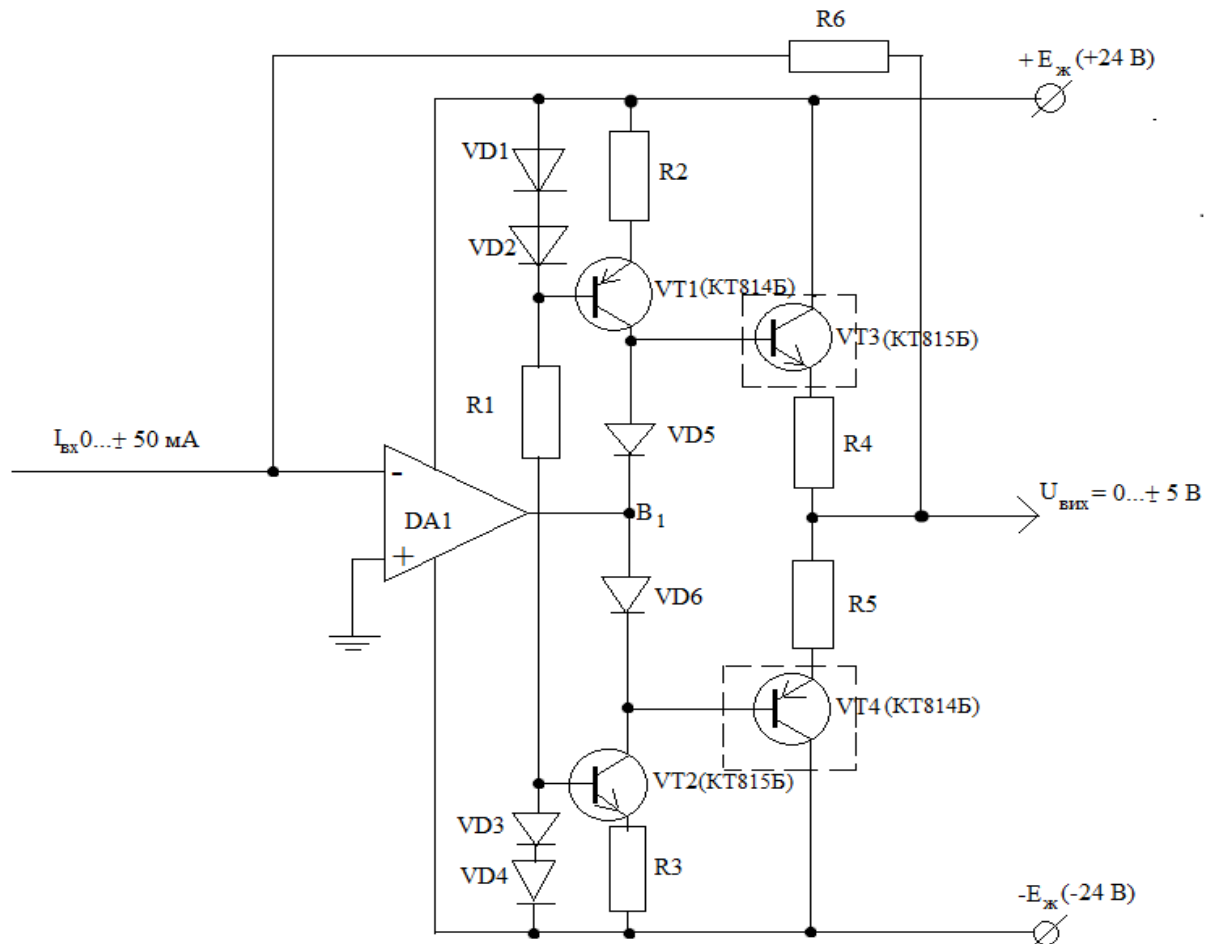 R6
+ Eж (+24 В)
VD1
R2
VD2
VT1(КТ814Б)
VT3(КТ815Б)
R1
Iвх 0...± 50 мА
VD5
R4
-
DA1
+
B1
Uвих = 0...± 5 В
VD6
R5
VT4(КТ814Б)
VT2(КТ815Б)
VD3
VD4
R3
-Eж (-24 В)